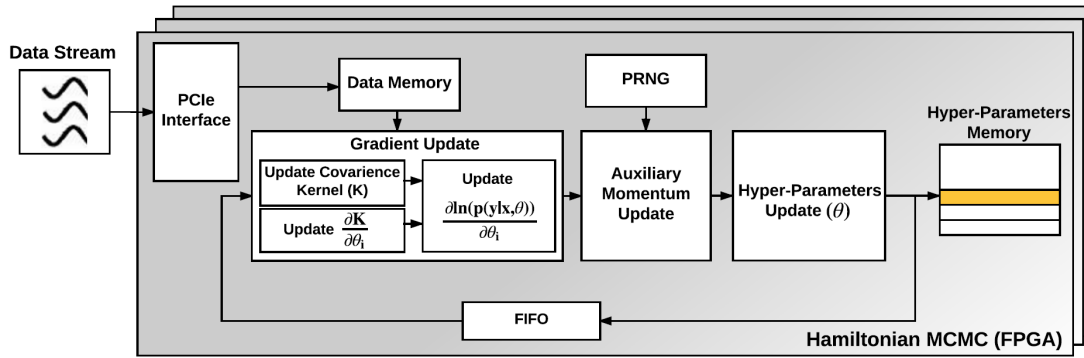 Data Stream
PCIe
Interface
Data Memory
PRNG
Hyper-Parameters
Memory
Gradient Update
Update Covarience
Kernel (K)
Update ∂K/∂θᵢ
Update
∂ln(p(y|x,θ))
∂θᵢ
Auxiliary
Momentum
Update
Hyper-Parameters
Update (θ)
FIFO
Hamiltonian MCMC (FPGA)